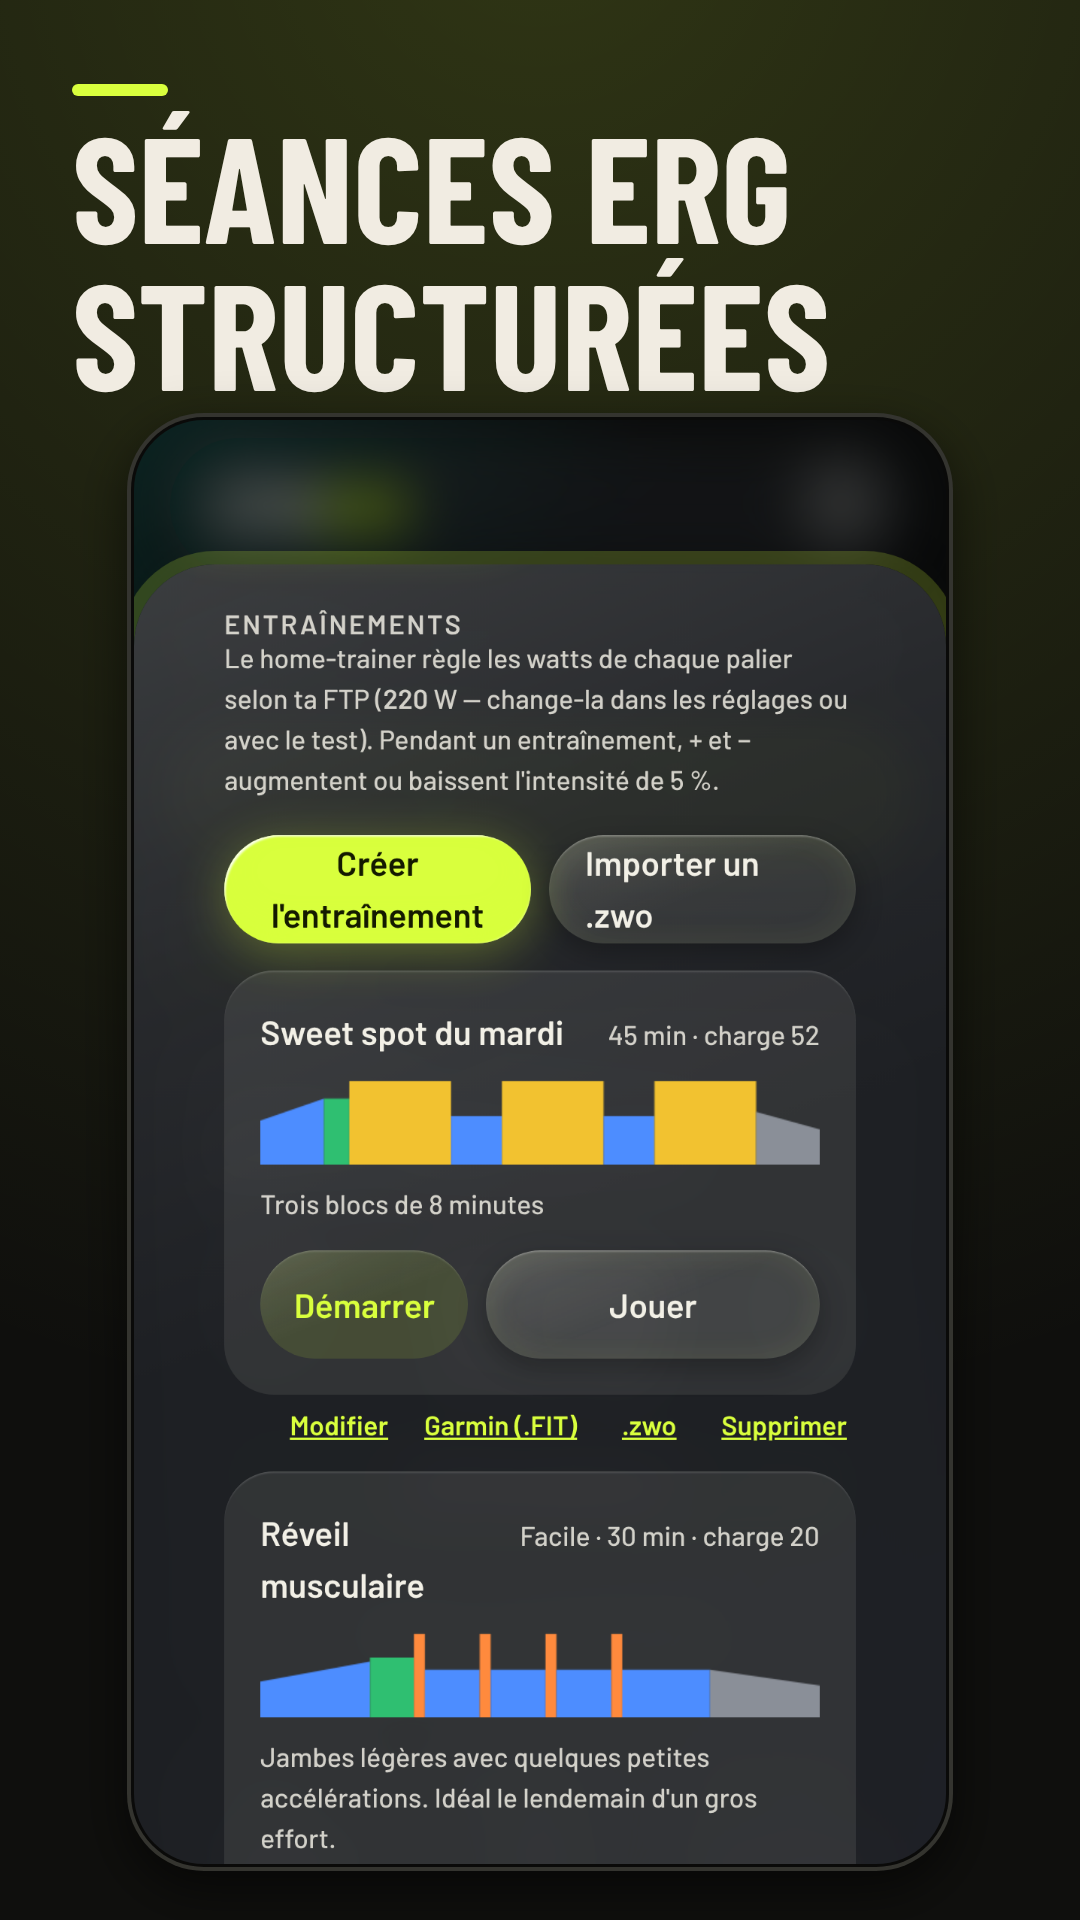 SÉANCES ERG
STRUCTURÉES
ENTRAÎNEMENTS
Le home-trainer règle les watts de chaque palier
selon ta FTP (220 W — change-la dans les réglages ou
avec le test). Pendant un entraînement, + et −
augmentent ou baissent l'intensité de 5 %.
Créer
l'entraînement
Importer un
.zwo
Sweet spot du mardi
45 min · charge 52
Trois blocs de 8 minutes
Démarrer
Jouer
Modifier
Garmin (.FIT)
.zwo
Supprimer
Réveil
musculaire
Facile · 30 min · charge 20
Jambes légères avec quelques petites
accélérations. Idéal le lendemain d'un gros
effort.